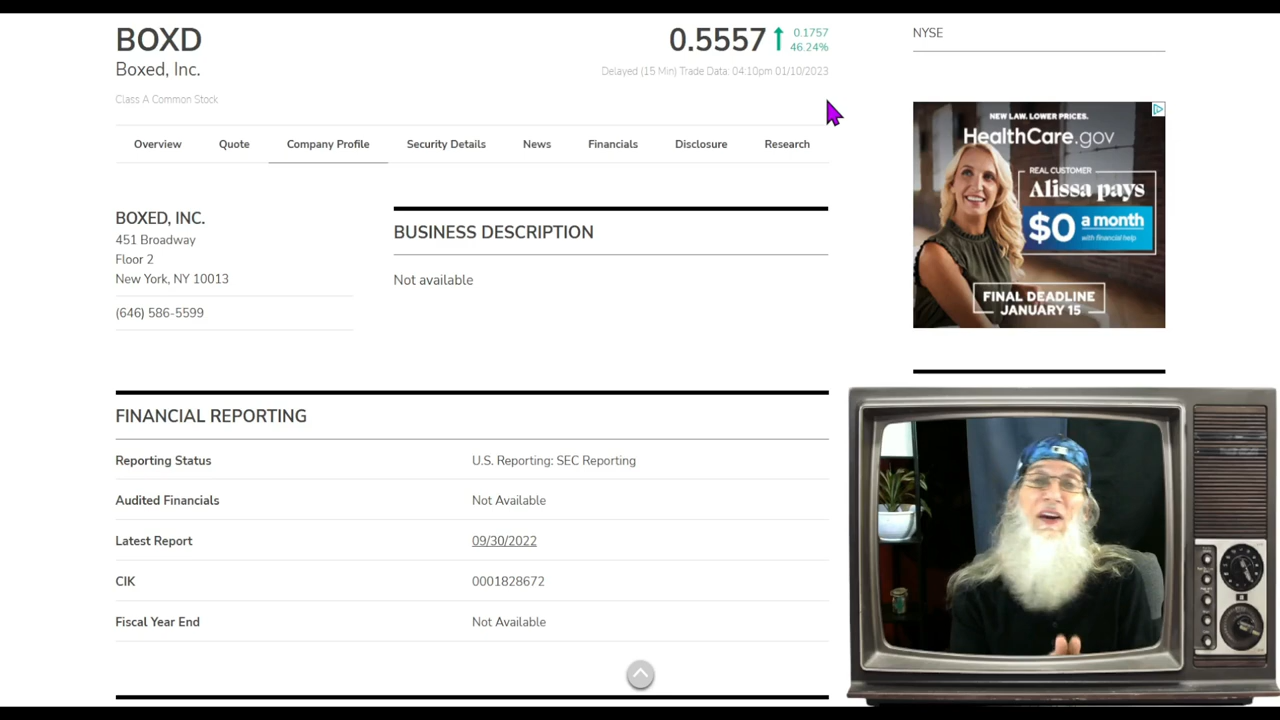 BOXD
Boxed, Inc.
Class A Common Stock
0.5557
0.1757
46.24%
Delayed (15 Min) Trade Data: 04:10pm 01/10/2023
NYSE
Overview Quote Company Profile Security Details News Financials Disclosure Research
BOXED, INC.
451 Broadway
Floor 2
New York, NY 10013
(646) 586-5599
BUSINESS DESCRIPTION
Not available
NEW LAW. LOWER PRICES.
HealthCare.gov
REAL CUSTOMER
Alissa pays
$0 a month
with financial help
FINAL DEADLINE
JANUARY 15
FINANCIAL REPORTING
Reporting Status U.S. Reporting: SEC Reporting
Audited Financials Not Available
Latest Report 09/30/2022
CIK 0001828672
Fiscal Year End Not Available